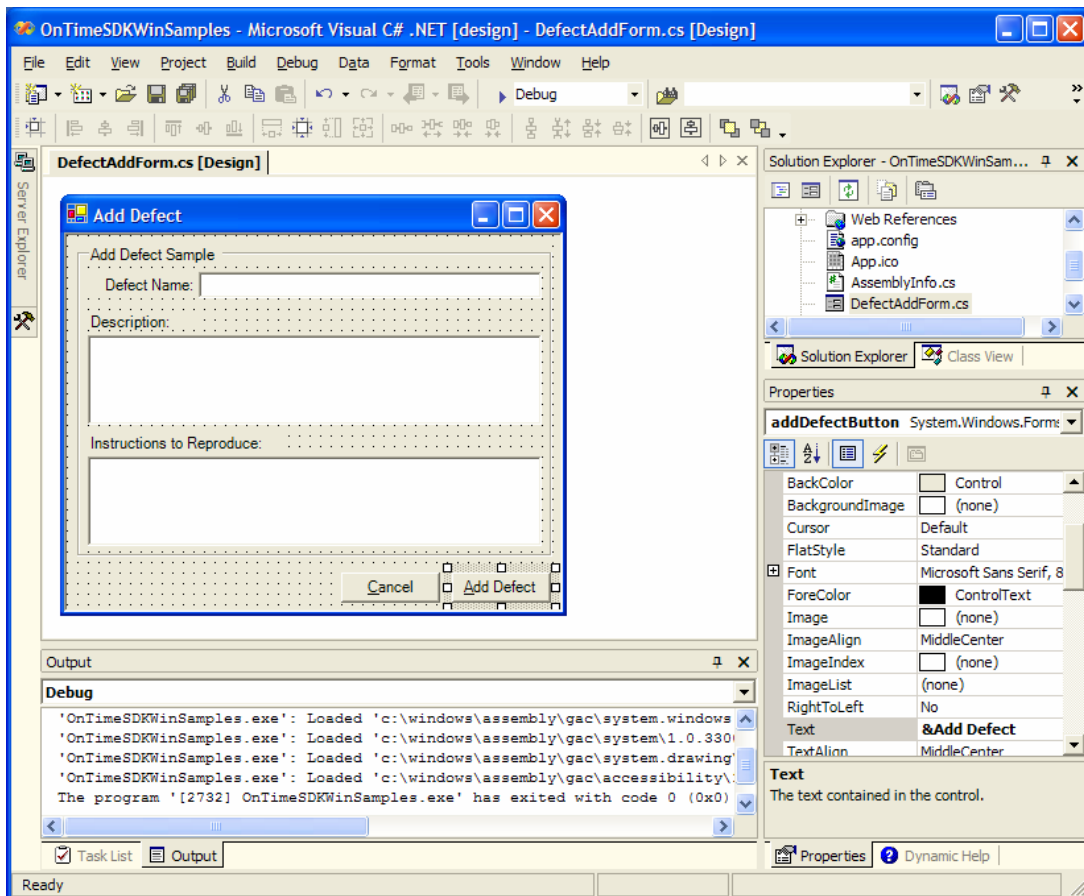 OnTimeSDKWinSamples - Microsoft Visual C# .NET [design] - DefectAddForm.cs [Design]
File Edit View Project Build Debug Data Format Tools Window Help
Debug
Server Explorer
DefectAddForm.cs [Design]
Add Defect
Add Defect Sample
Defect Name:
Description:
Instructions to Reproduce:
Cancel Add Defect
Solution Explorer - OnTimeSDKWinSam...
Web References
app.config
App.ico
AssemblyInfo.cs
DefectAddForm.cs
Solution Explorer Class View
Properties
addDefectButton System.Windows.Forms
BackColor Control
BackgroundImage (none)
Cursor Default
FlatStyle Standard
Font Microsoft Sans Serif, 8
ForeColor ControlText
Image (none)
ImageAlign MiddleCenter
ImageIndex (none)
ImageList (none)
RightToLeft No
Text &Add Defect
TextAlign MiddleCenter
Text
The text contained in the control.
Properties Dynamic Help
Output
Debug
'OnTimeSDKWinSamples.exe': Loaded 'c:\windows\assembly\gac\system.windows
'OnTimeSDKWinSamples.exe': Loaded 'c:\windows\assembly\gac\system\1.0.330
'OnTimeSDKWinSamples.exe': Loaded 'c:\windows\assembly\gac\system.drawing
'OnTimeSDKWinSamples.exe': Loaded 'c:\windows\assembly\gac\accessibility\
The program '[2732] OnTimeSDKWinSamples.exe' has exited with code 0 (0x0)
Task List Output
Ready